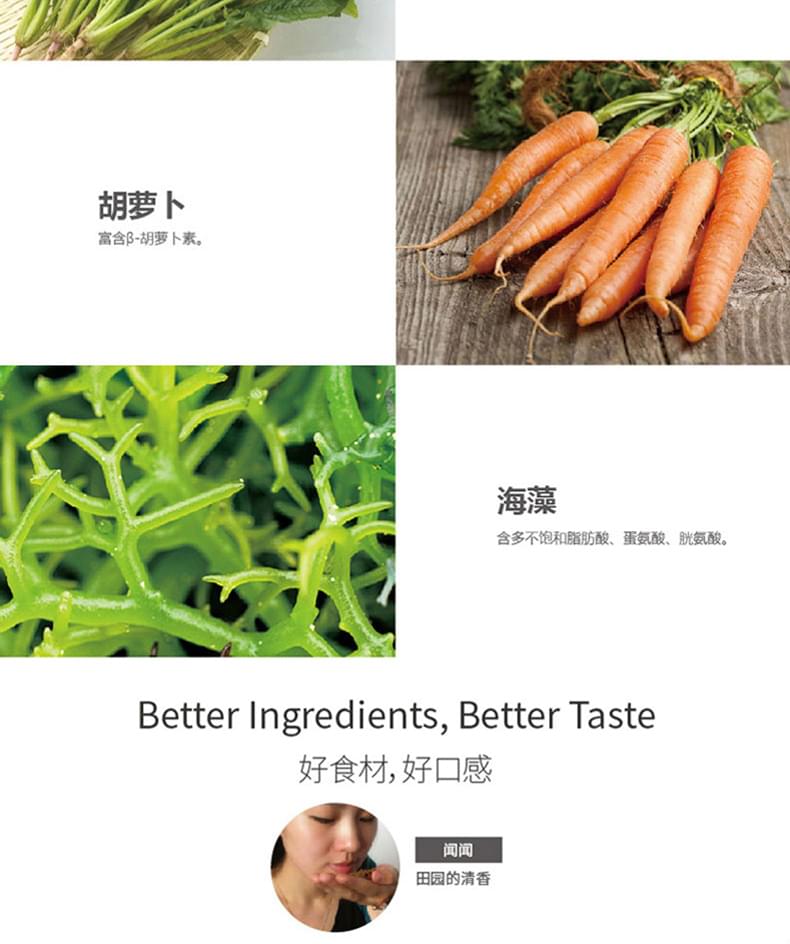 胡萝卜
富含β-胡萝卜素。
海藻
含多不饱和脂肪酸、蛋氨酸、胱氨酸。
Better Ingredients, Better Taste
好食材,好口感
闻闻
田园的清香